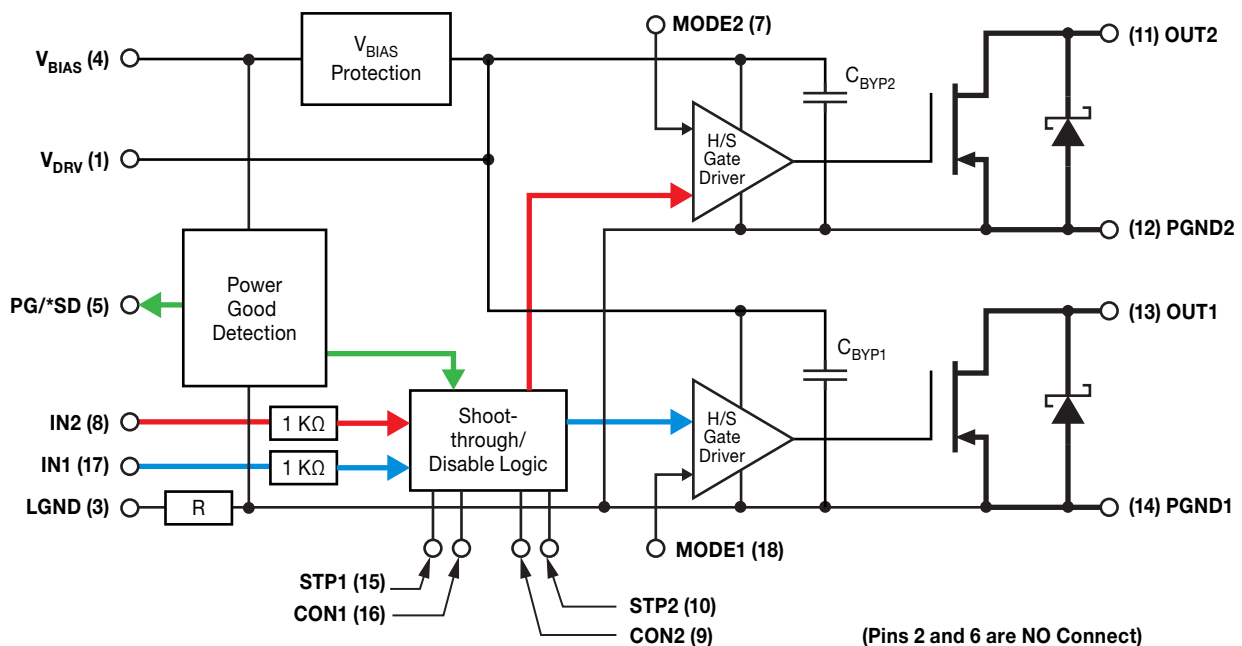 MODE2 (7)
(11) OUT2
V_BIAS (4)
V_BIAS
Protection
C_BYP2
H/S
Gate
Driver
V_DRV (1)
(12) PGND2
Power
Good
Detection
PG/*SD (5)
(13) OUT1
C_BYP1
IN2 (8)
1 KΩ
Shoot-
through/
Disable Logic
H/S
Gate
Driver
IN1 (17)
1 KΩ
LGND (3)
R
(14) PGND1
MODE1 (18)
STP1 (15)
CON1 (16)
STP2 (10)
CON2 (9)
(Pins 2 and 6 are NO Connect)